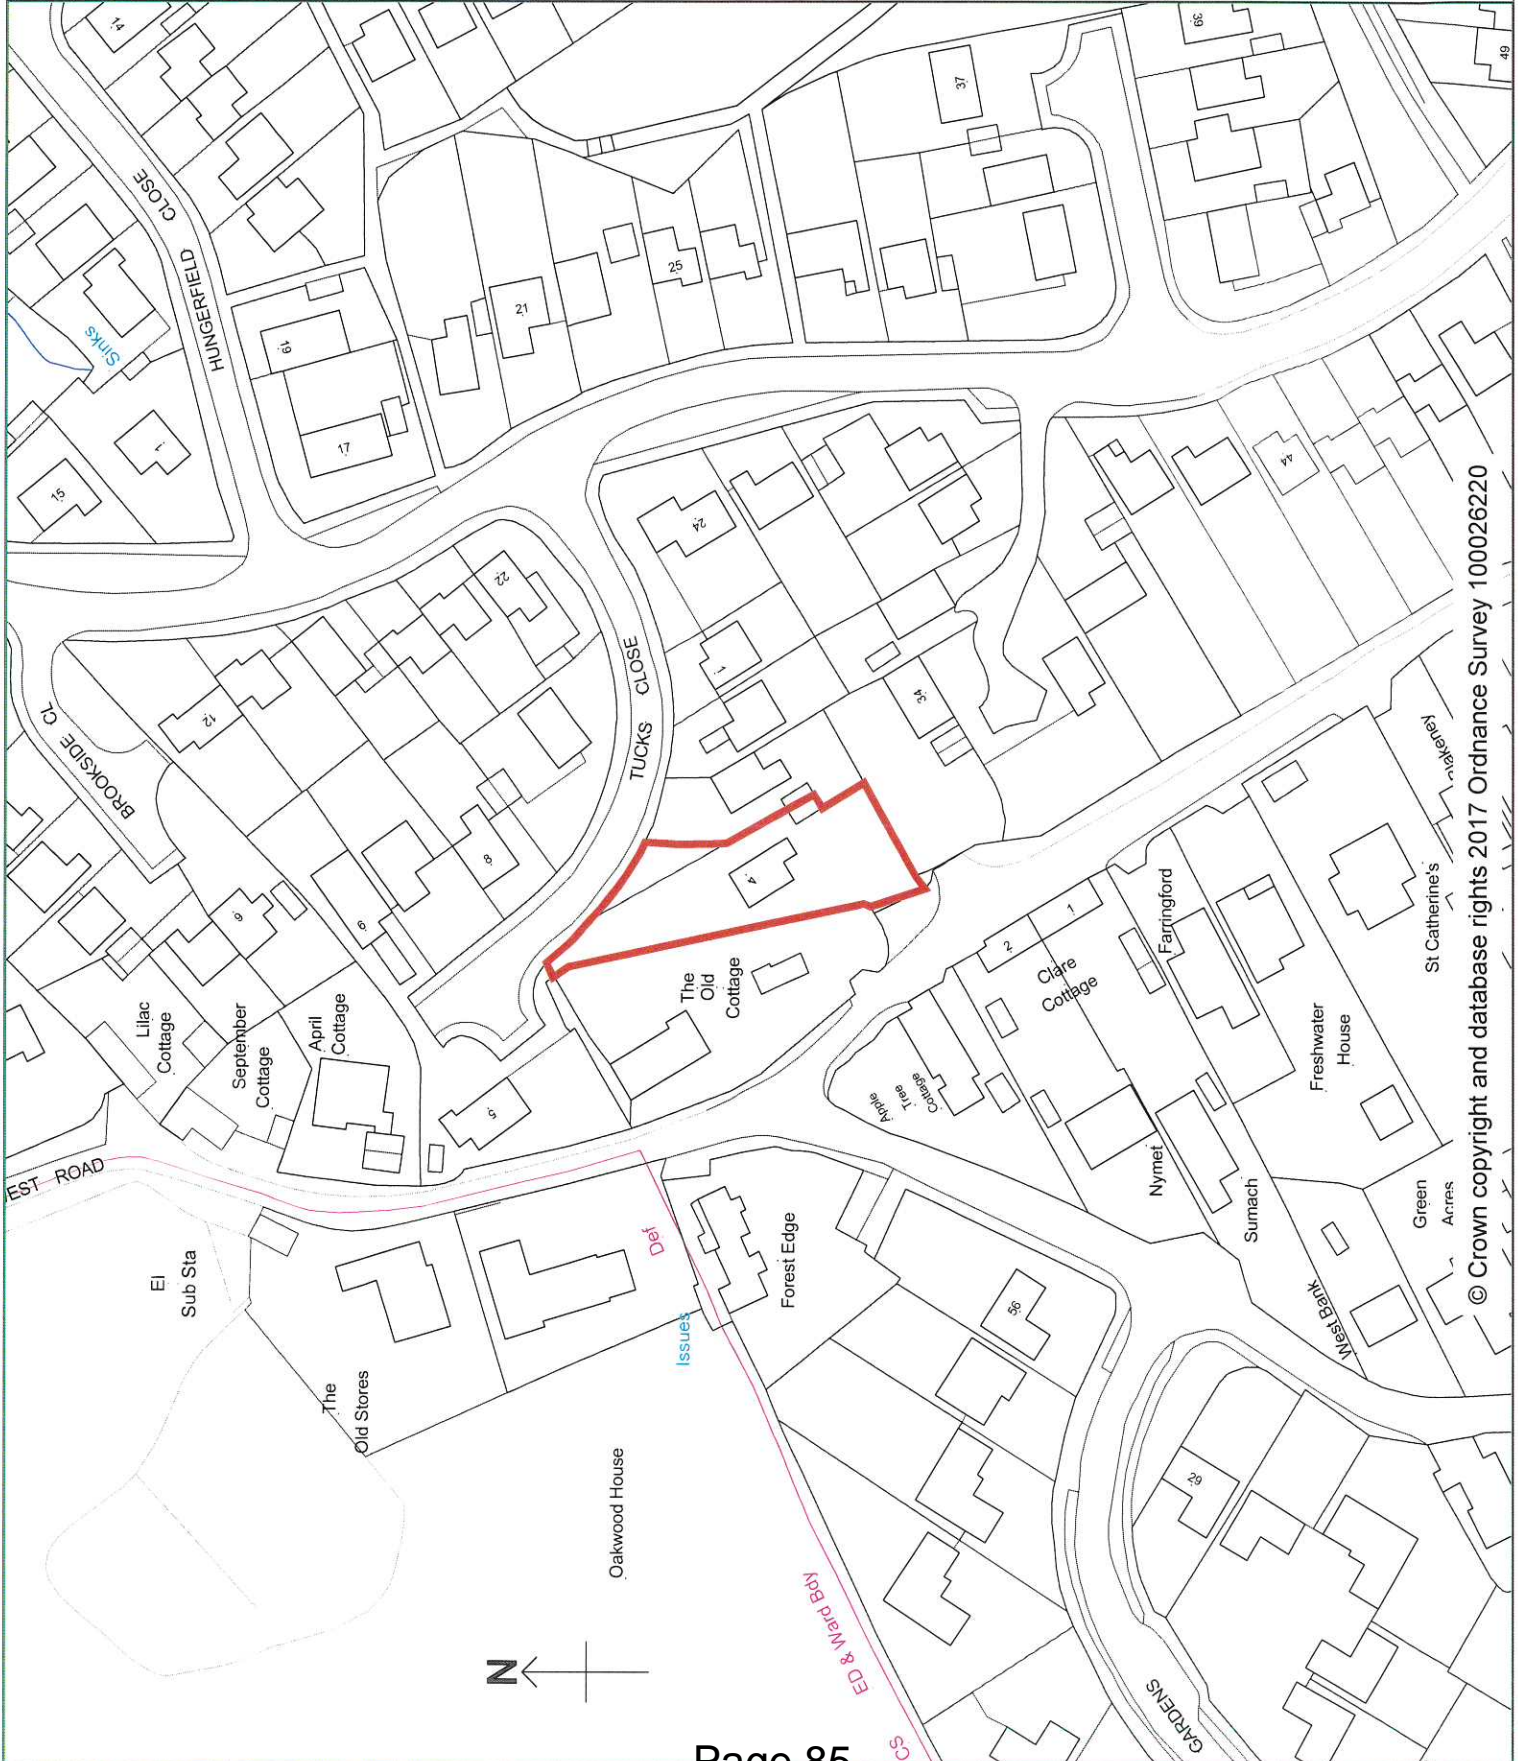 14
39
49
37
HUNGERFIELD CLOSE
Sinks
25
21
19
17
1
15
44
24
22
TUCKS CLOSE
1
34
12
BROOKSIDE CL
8
6
9
4
The
Old
Cottage
Lilac
Cottage
September
Cottage
April
Cottage
5
2
1
Clare
Cottage
Farringford
St Catherine's
Freshwater
House
Apple
Tree
Cottage
Nymet
Sumach
Green
Acres
West Bank
EST ROAD
El
Sub Sta
The
Old Stores
Def
Issues
Forest Edge
56
Oakwood House
29
ED & Ward Bdy
CS
GARDENS
N
© Crown copyright and database rights 2017 Ordnance Survey 100026220
Page 85